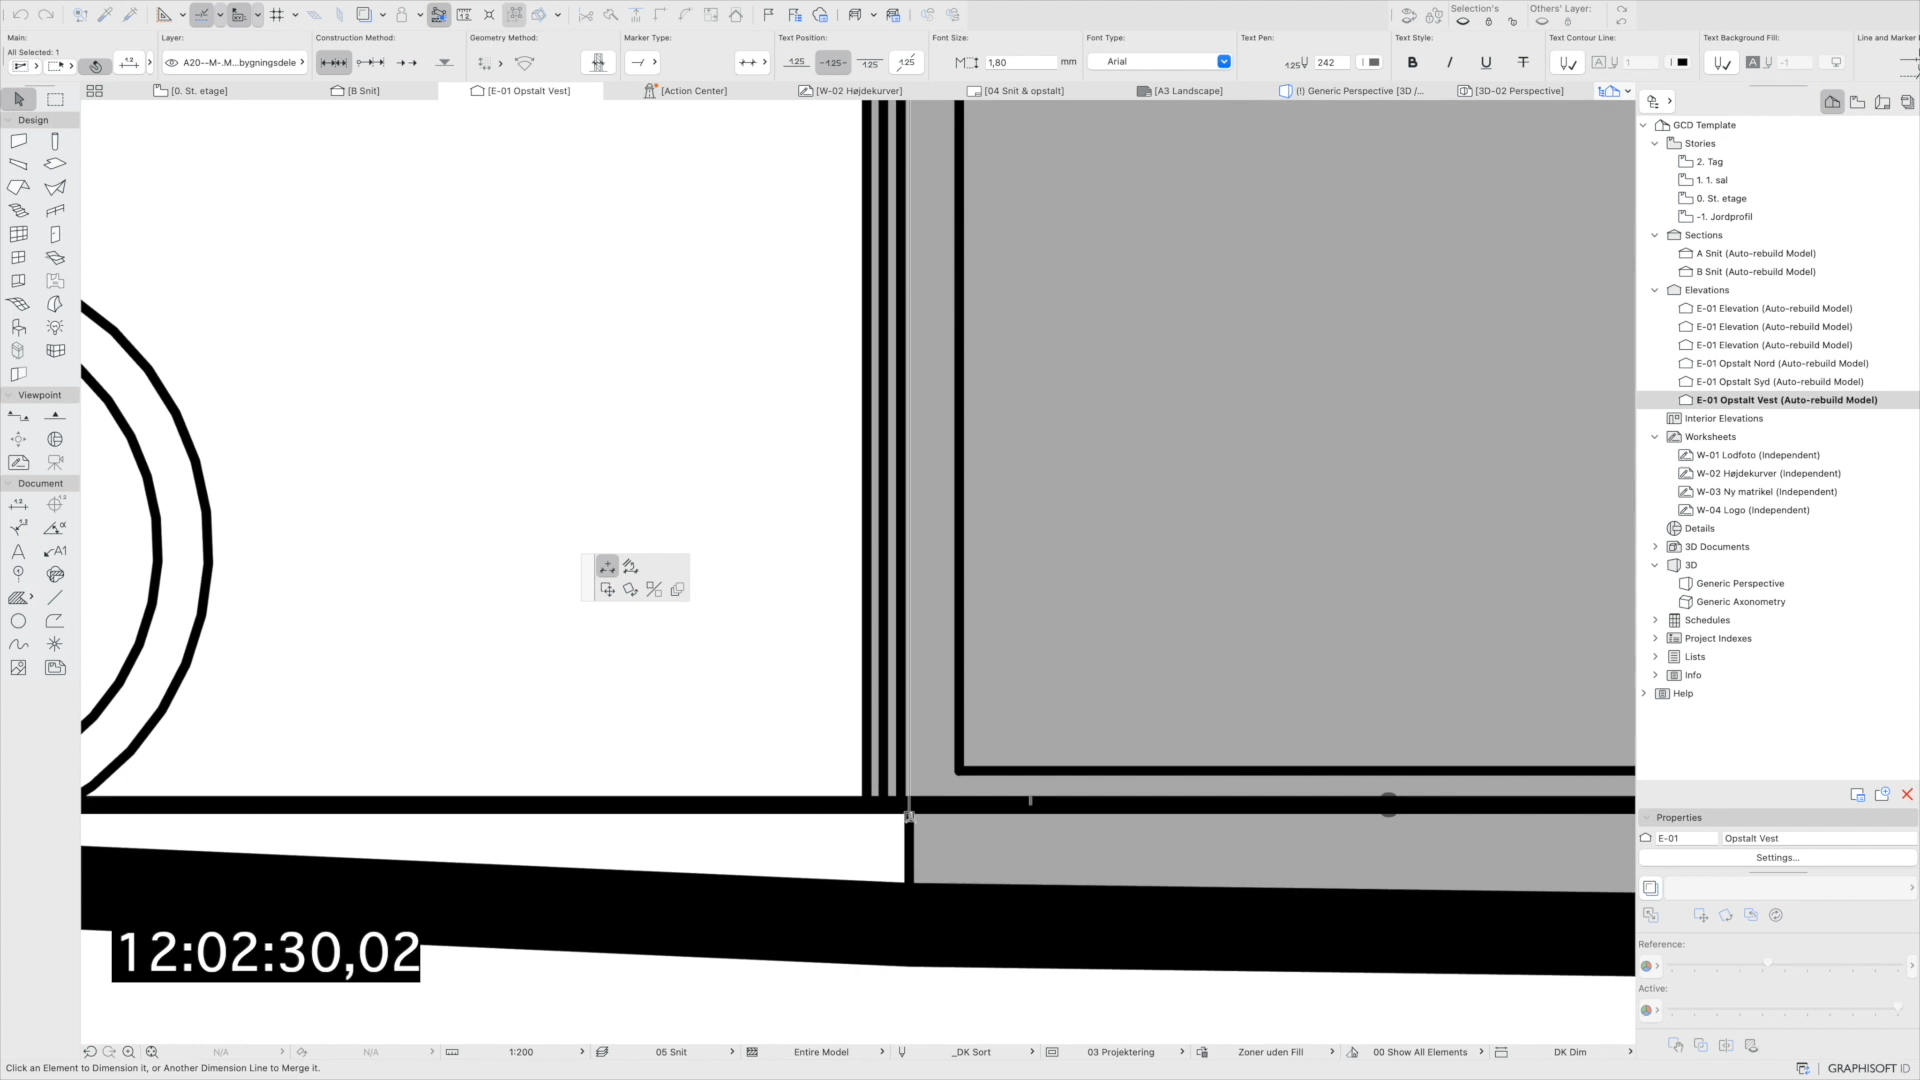 Selection's
Others' Layer:
Main:
All Selected: 1
Layer:
A20--M-.M...bygningsdele
Construction Method:
Geometry Method:
Marker Type:
Text Position:
Font Size:
1,80 mm
Font Type:
Arial
Text Pen:
242
Text Style:
B I U T
Text Contour Line:
1
Text Background Fill:
-1
Line and Marker
[0. St. etage]
[B Snit]
[E-01 Opstalt Vest]
[Action Center]
[W-02 Højdekurver]
[04 Snit & opstalt]
[A3 Landscape]
(!) Generic Perspective [3D /...
[3D-02 Perspective]
Design
Viewpoint
Document
GCD Template
Stories
2. Tag
1. 1. sal
0. St. etage
-1. Jordprofil
Sections
A Snit (Auto-rebuild Model)
B Snit (Auto-rebuild Model)
Elevations
E-01 Elevation (Auto-rebuild Model)
E-01 Elevation (Auto-rebuild Model)
E-01 Elevation (Auto-rebuild Model)
E-01 Opstalt Nord (Auto-rebuild Model)
E-01 Opstalt Syd (Auto-rebuild Model)
E-01 Opstalt Vest (Auto-rebuild Model)
Interior Elevations
Worksheets
W-01 Lodfoto (Independent)
W-02 Højdekurver (Independent)
W-03 Ny matrikel (Independent)
W-04 Logo (Independent)
Details
3D Documents
3D
Generic Perspective
Generic Axonometry
Schedules
Project Indexes
Lists
Info
Help
Properties
E-01 Opstalt Vest
Settings...
Reference:
Active:
12:02:30,02
N/A
N/A
1:200
05 Snit
Entire Model
_DK Sort
03 Projektering
Zoner uden Fill
00 Show All Elements
DK Dim
Click an Element to Dimension it, or Another Dimension Line to Merge it.
GRAPHISOFT ID